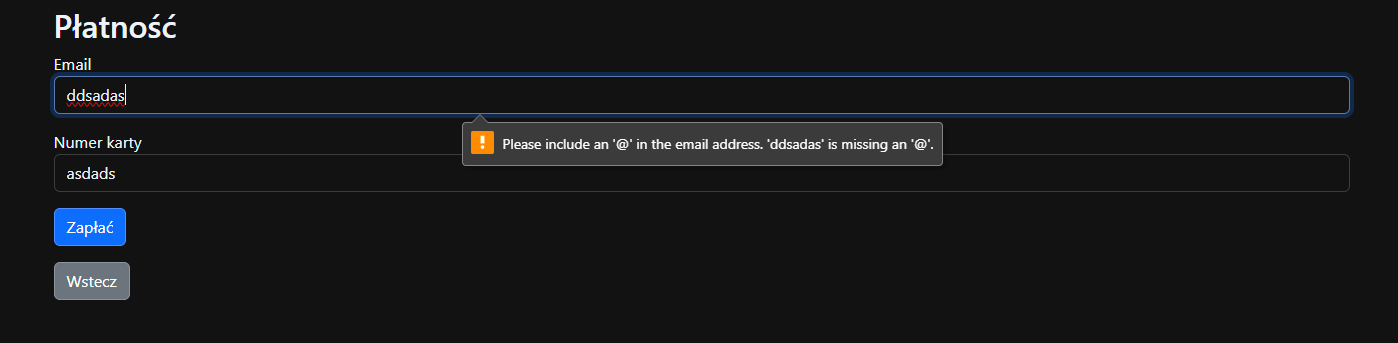 Płatność
Email
ddsadas
Please include an '@' in the email address. 'ddsadas' is missing an '@'.
Numer karty
asdads
Zapłać
Wstecz